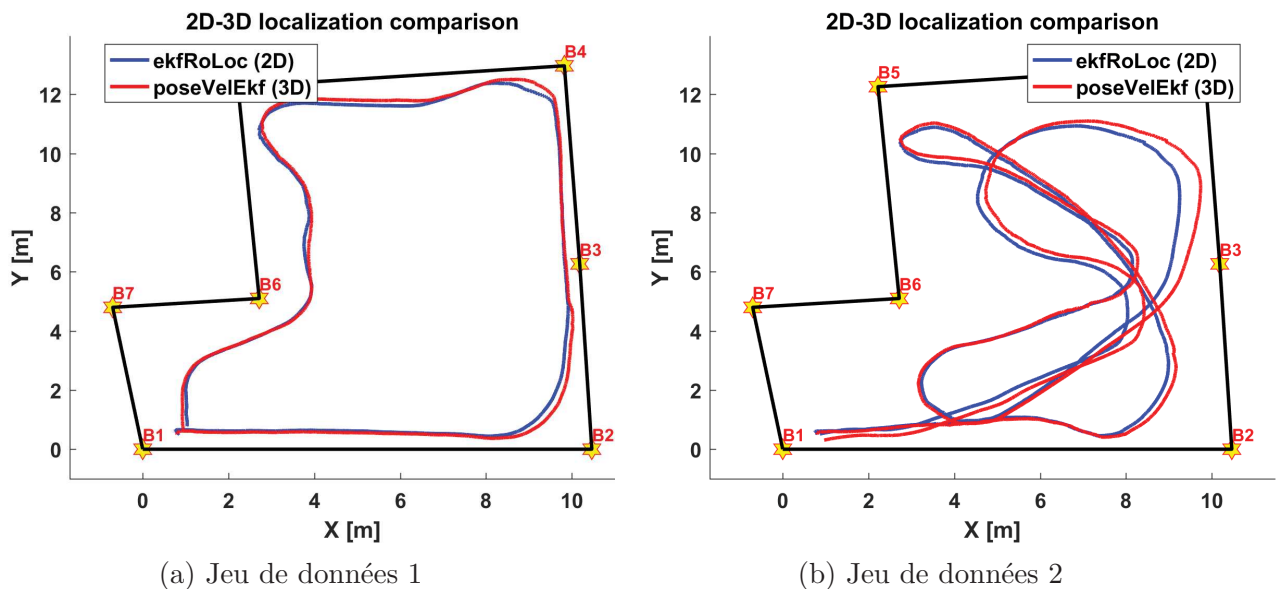 2D-3D localization comparison
ekfRoLoc (2D)
poseVelEkf (3D)
B4
B3
B6
B7
B1
B2
12
10
8
6
4
2
0
Y [m]
0 2 4 6 8 10
X [m]
(a) Jeu de données 1
2D-3D localization comparison
ekfRoLoc (2D)
poseVelEkf (3D)
B5
B3
B6
B7
B1
B2
12
10
8
6
4
2
0
Y [m]
0 2 4 6 8 10
X [m]
(b) Jeu de données 2